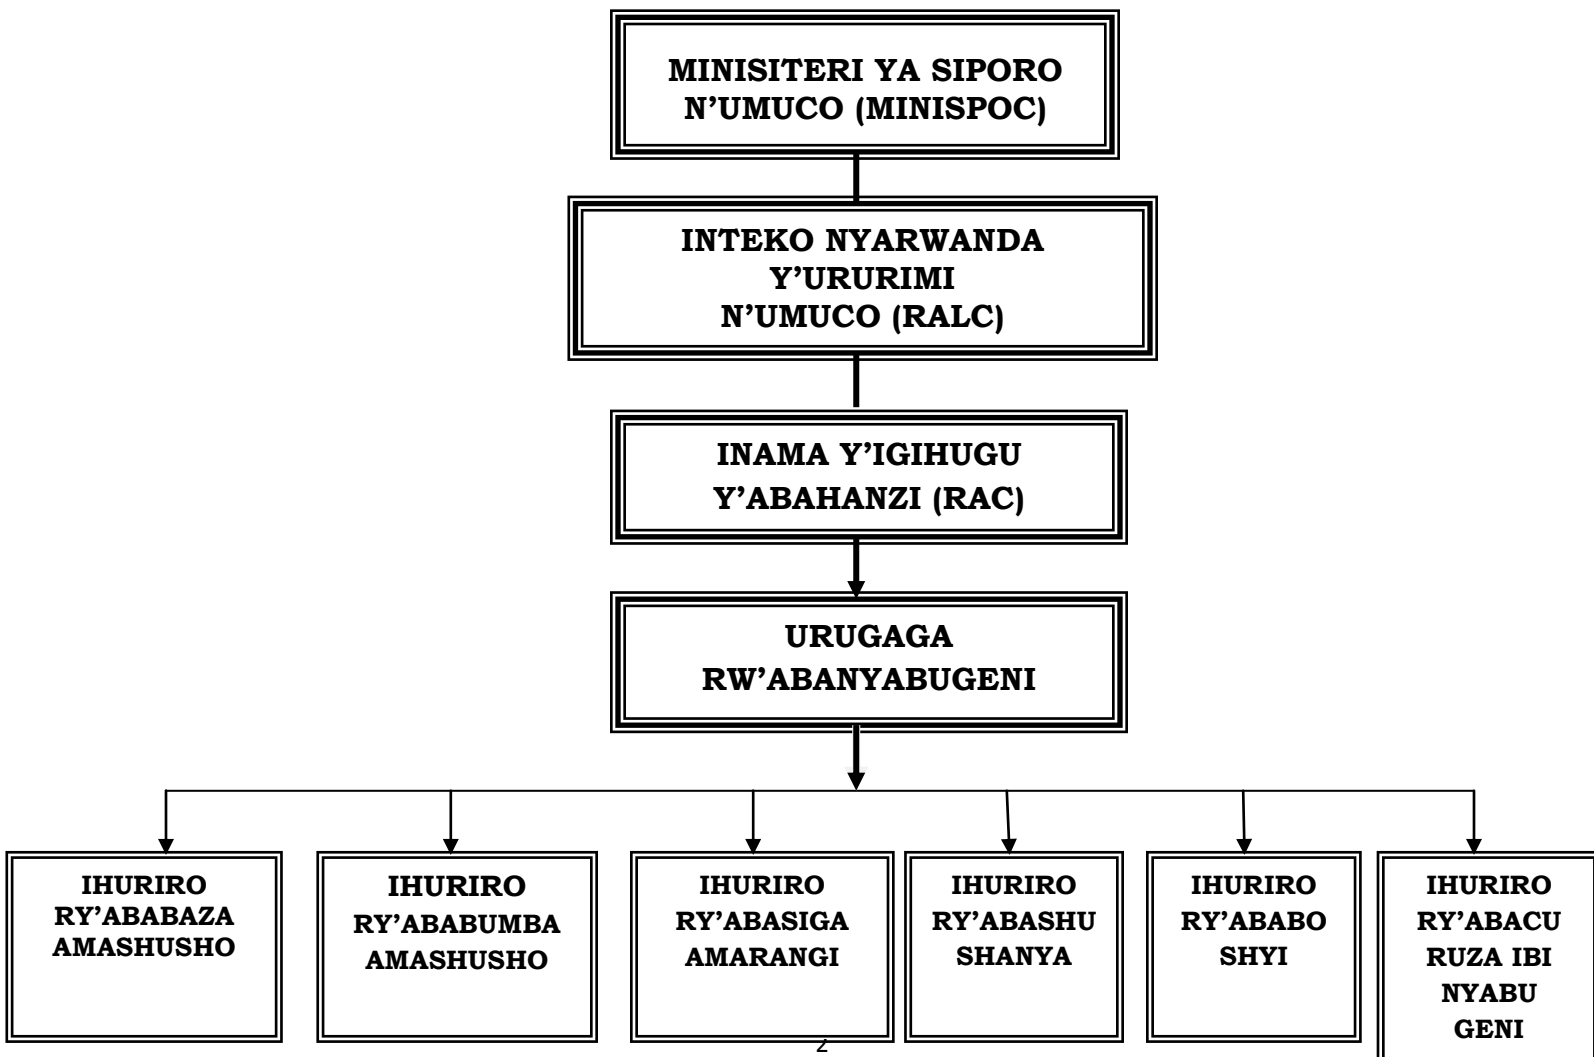 MINISITERI YA SIPORO
N’UMUCO (MINISPOC)
INTEKO NYARWANDA
Y’URURIMI
N’UMUCO (RALC)
INAMA Y’IGIHUGU
Y’ABAHANZI (RAC)
URUGAGA
RW’ABANYABUGENI
IHURIRO
RY’ABABAZA
AMASHUSHO
IHURIRO
RY’ABABUMBA
AMASHUSHO
IHURIRO
RY’ABASIGA
AMARANGI
IHURIRO
RY’ABASHU
SHANYA
IHURIRO
RY’ABABO
SHYI
IHURIRO
RY’ABACU
RUZA IBI
NYABU
GENI
2